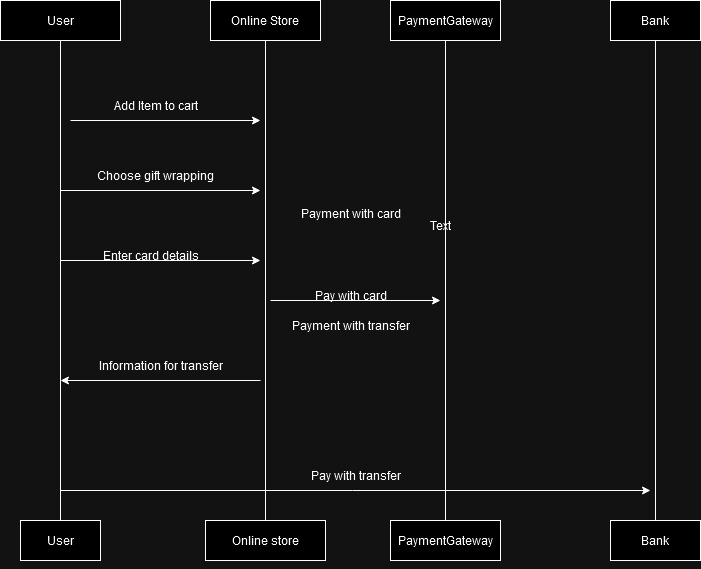 User
Online Store
PaymentGateway
Bank
Add Item to cart
Choose gift wrapping
Payment with card
Text
Enter card details
Pay with card
Payment with transfer
Information for transfer
Pay with transfer
User
Online store
PaymentGateway
Bank